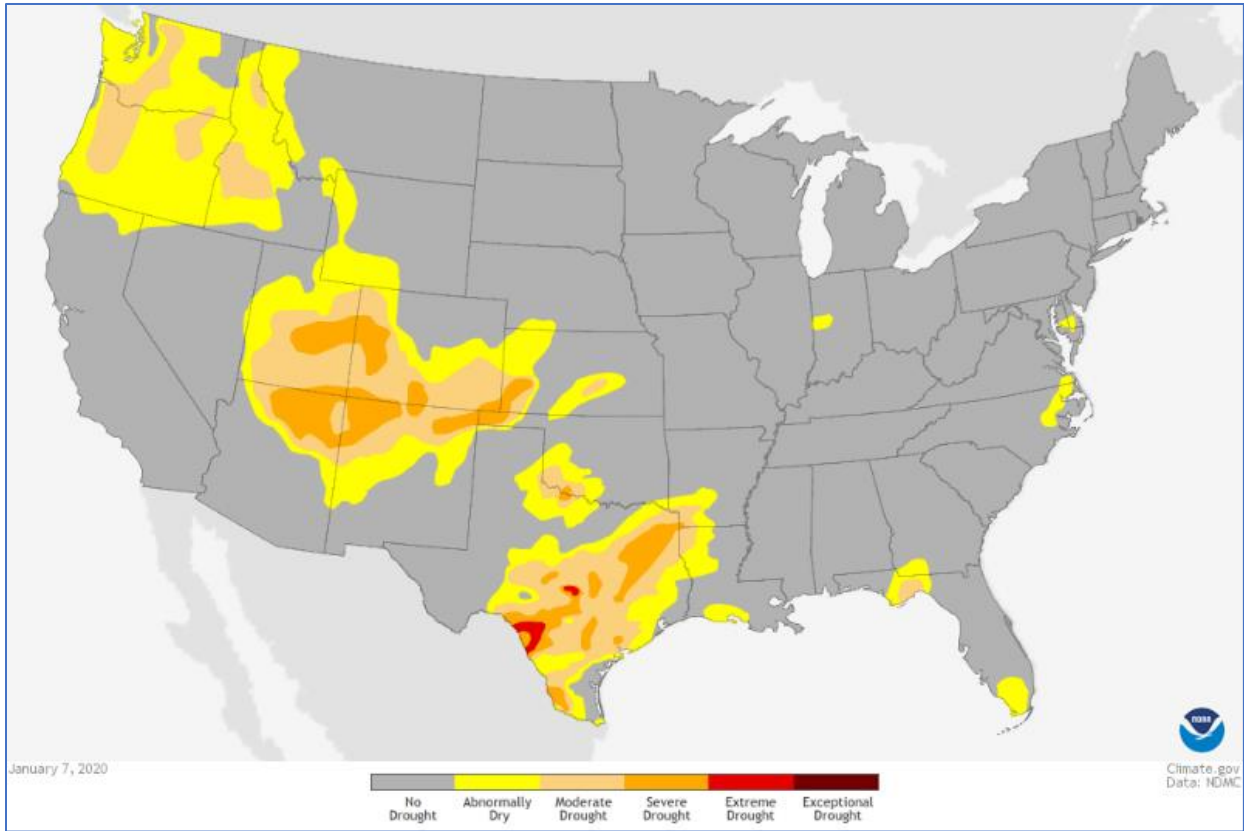 noaa
January 7, 2020
Climate.gov
Data: NDMC
No
Drought
Abnormally
Dry
Moderate
Drought
Severe
Drought
Extreme
Drought
Exceptional
Drought